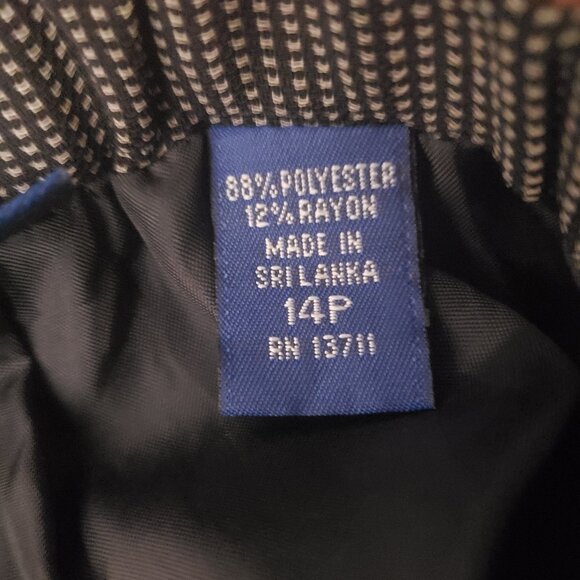 88% POLYESTER
12% RAYON
MADE IN
SRI LANKA
14P
RN 13711